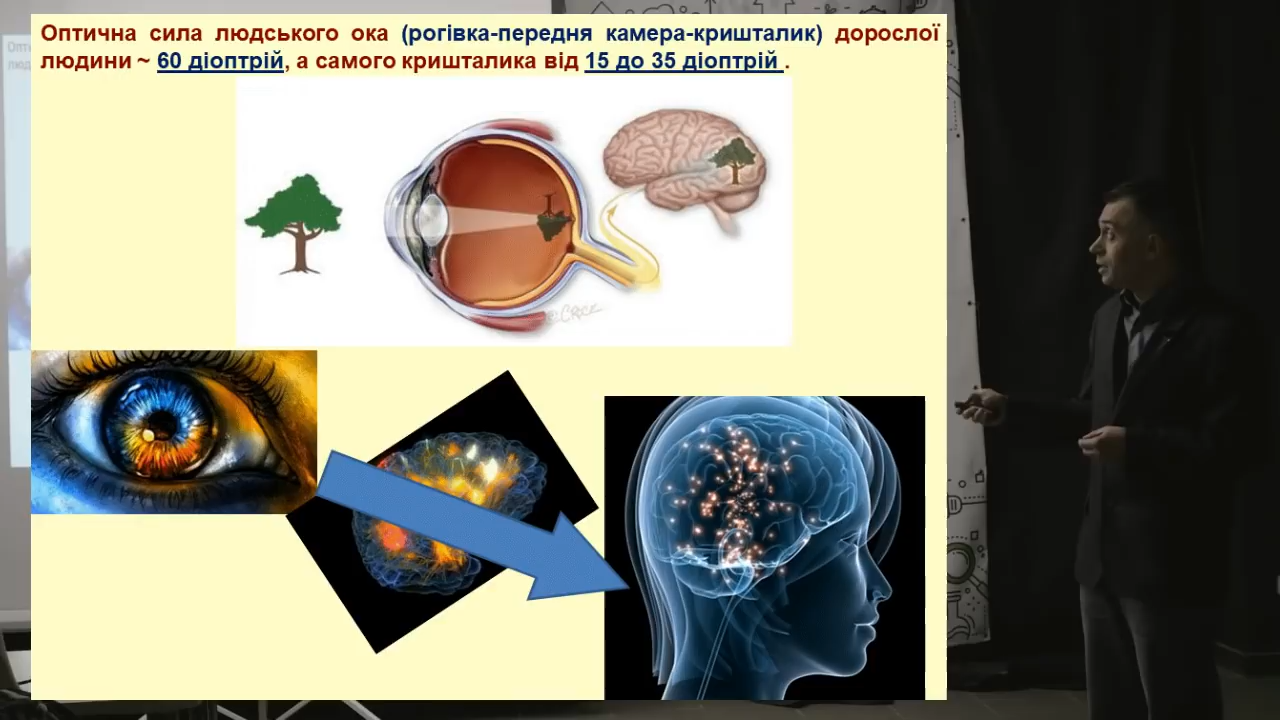 Оптична сила людського ока (рогівка-передня камера-кришталик) дорослої
людини ~ 60 діоптрій, а самого кришталика від 15 до 35 діоптрій .
©CRCE